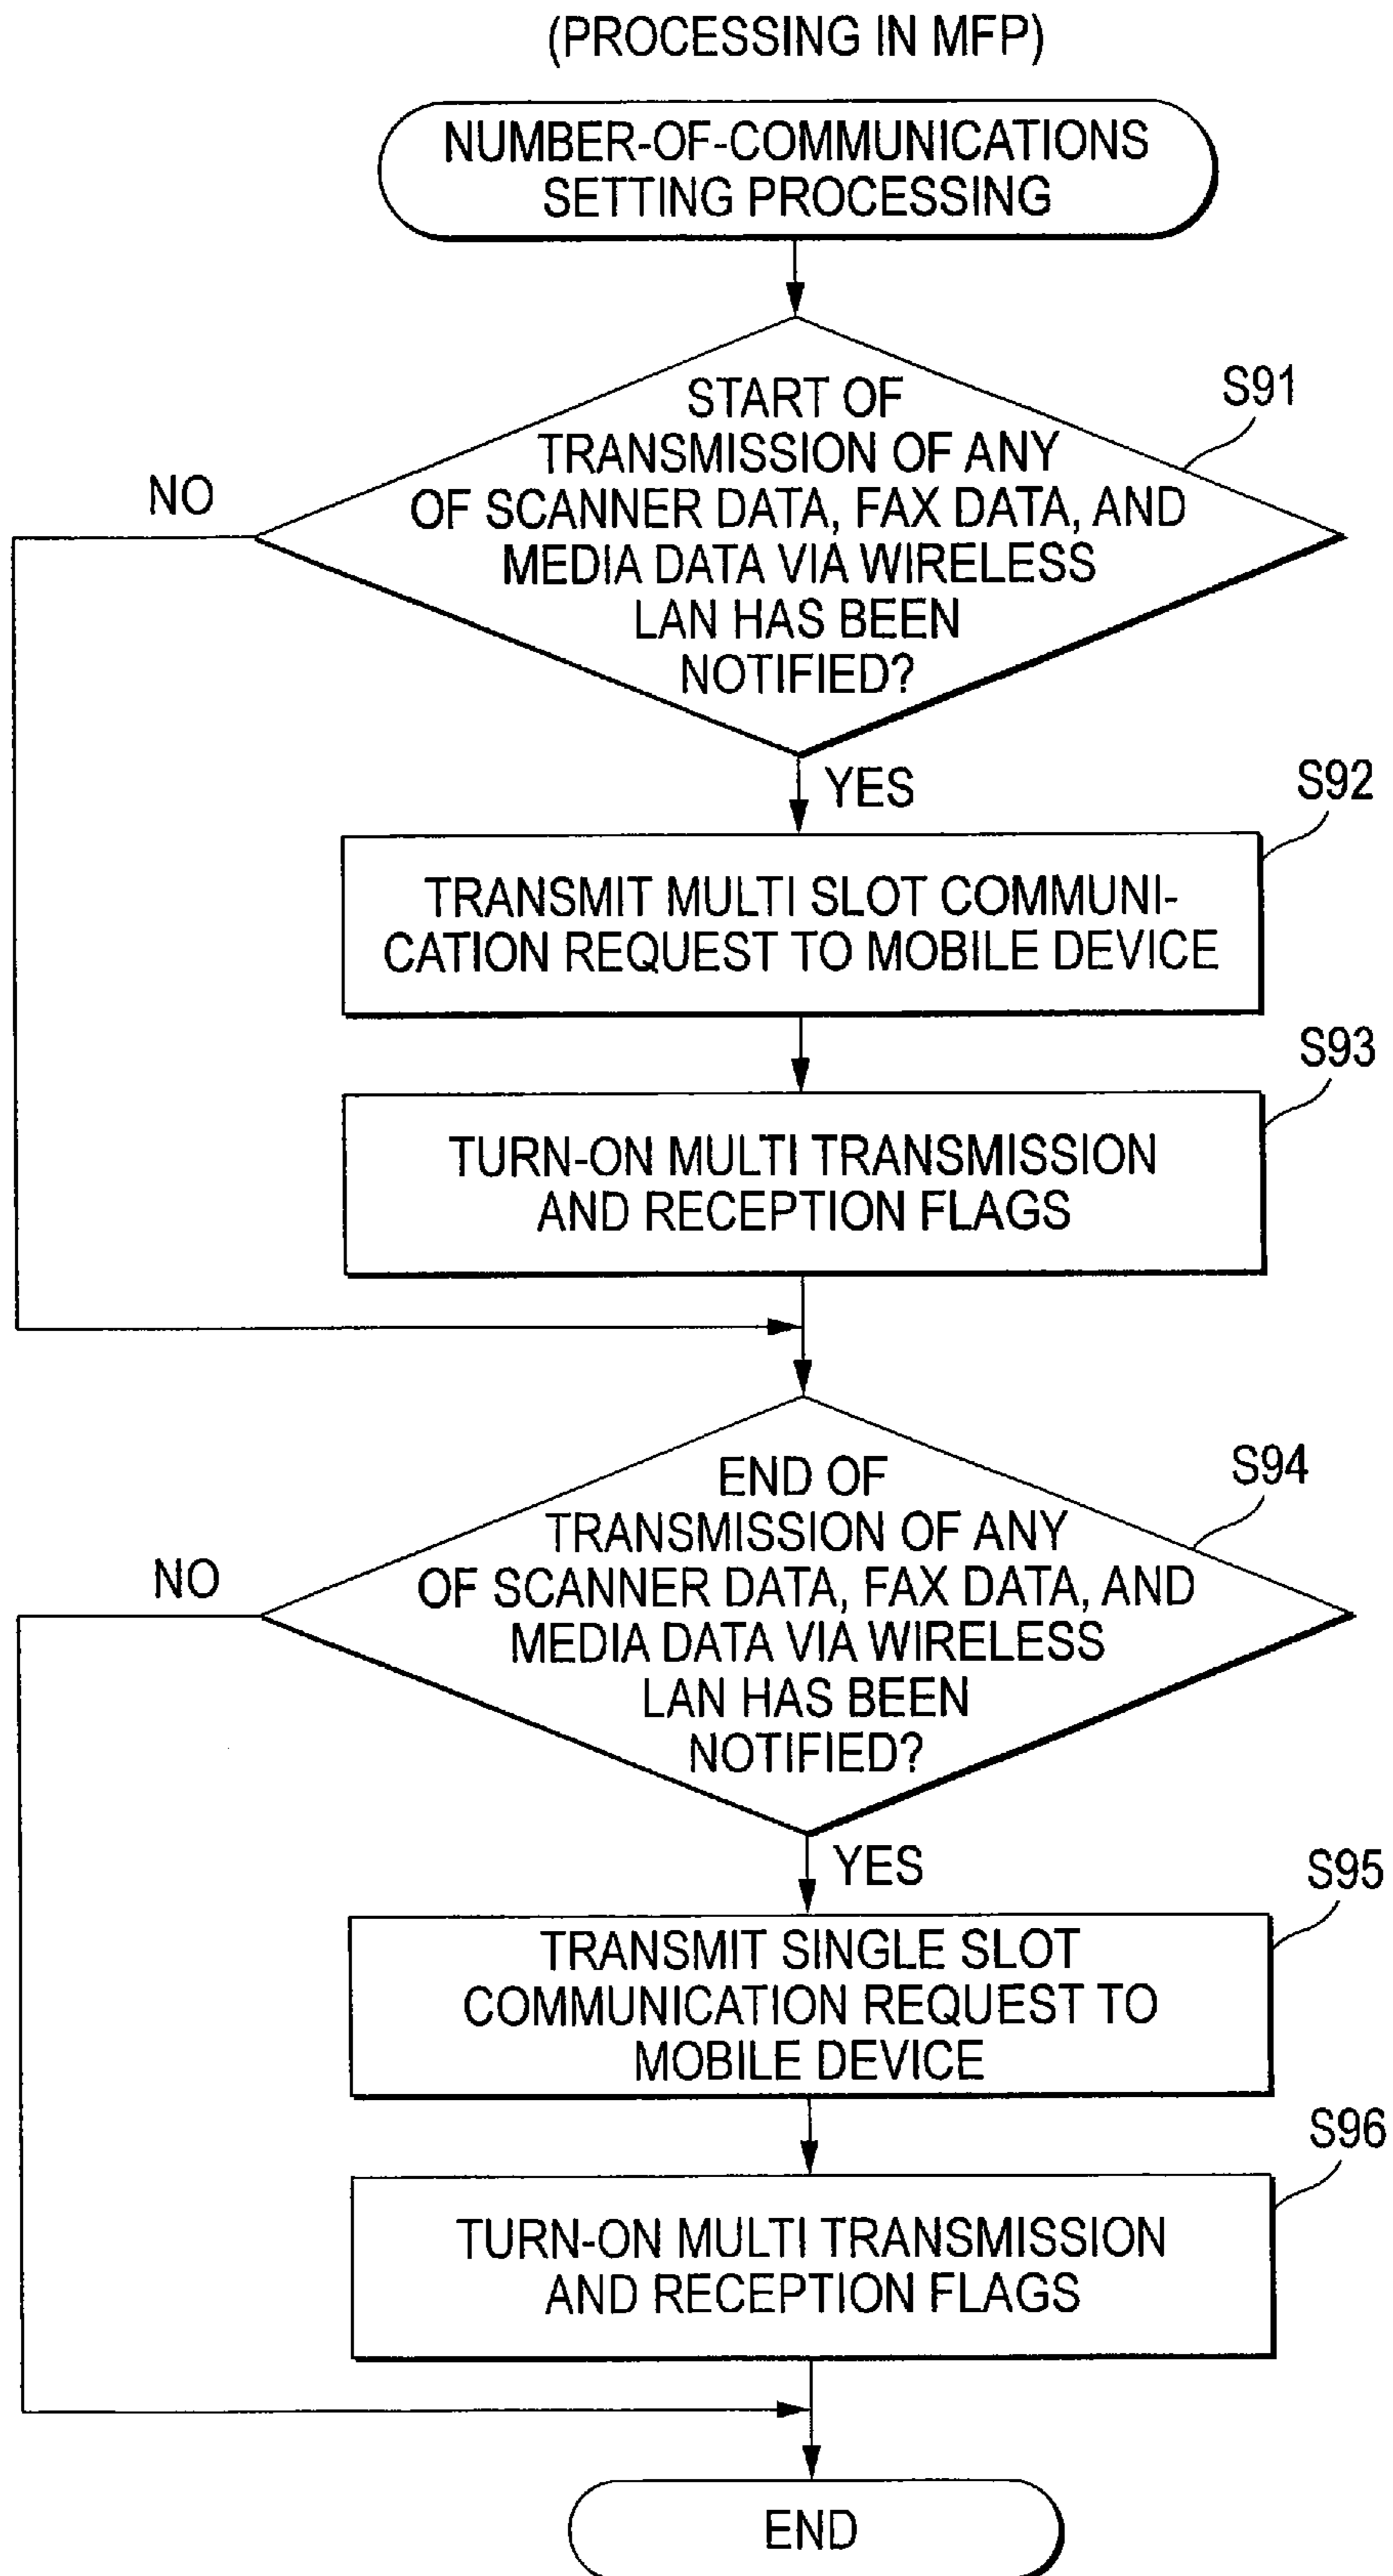 (PROCESSING IN MFP)
NUMBER-OF-COMMUNICATIONS
SETTING PROCESSING
START OF
TRANSMISSION OF ANY
OF SCANNER DATA, FAX DATA, AND
MEDIA DATA VIA WIRELESS
LAN HAS BEEN
NOTIFIED?
S91
NO
YES
S92
TRANSMIT MULTI SLOT COMMUNI-
CATION REQUEST TO MOBILE DEVICE
S93
TURN-ON MULTI TRANSMISSION
AND RECEPTION FLAGS
END OF
TRANSMISSION OF ANY
OF SCANNER DATA, FAX DATA, AND
MEDIA DATA VIA WIRELESS
LAN HAS BEEN
NOTIFIED?
S94
NO
YES
S95
TRANSMIT SINGLE SLOT
COMMUNICATION REQUEST TO
MOBILE DEVICE
S96
TURN-ON MULTI TRANSMISSION
AND RECEPTION FLAGS
END